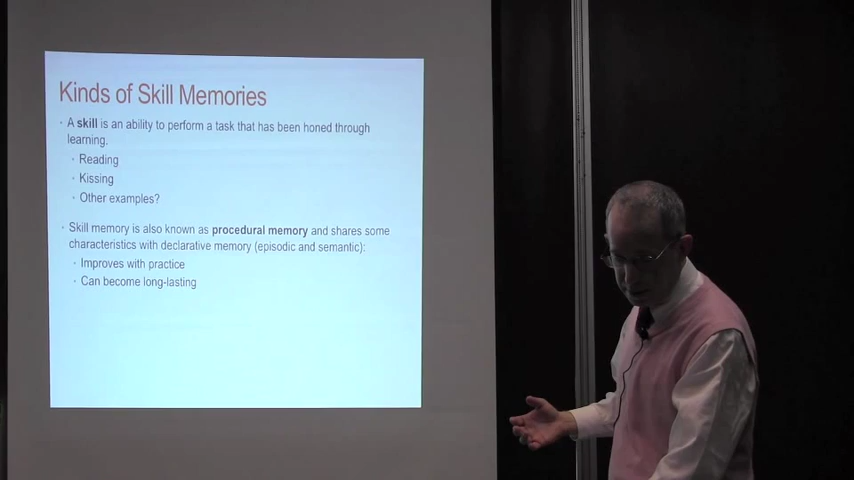 Kinds of Skill Memories
• A skill is an ability to perform a task that has been honed through
learning.
• Reading
• Kissing
• Other examples?
• Skill memory is also known as procedural memory and shares some
characteristics with declarative memory (episodic and semantic):
• Improves with practice
• Can become long-lasting